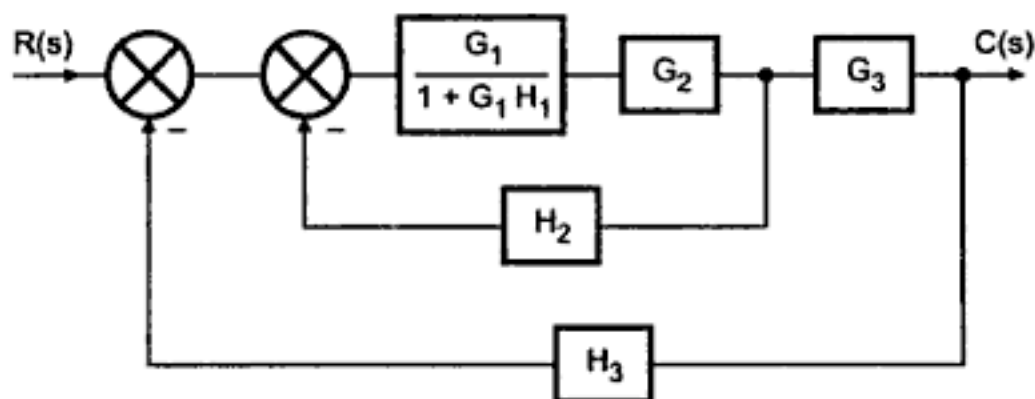 R(s)
G₁
1 + G₁ H₁
G₂
G₃
C(s)
−
−
H₂
H₃